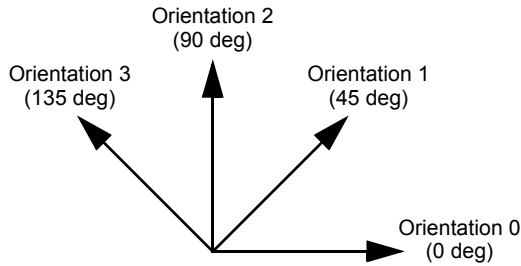 Orientation 2
(90 deg)
Orientation 3
(135 deg)
Orientation 1
(45 deg)
Orientation 0
(0 deg)